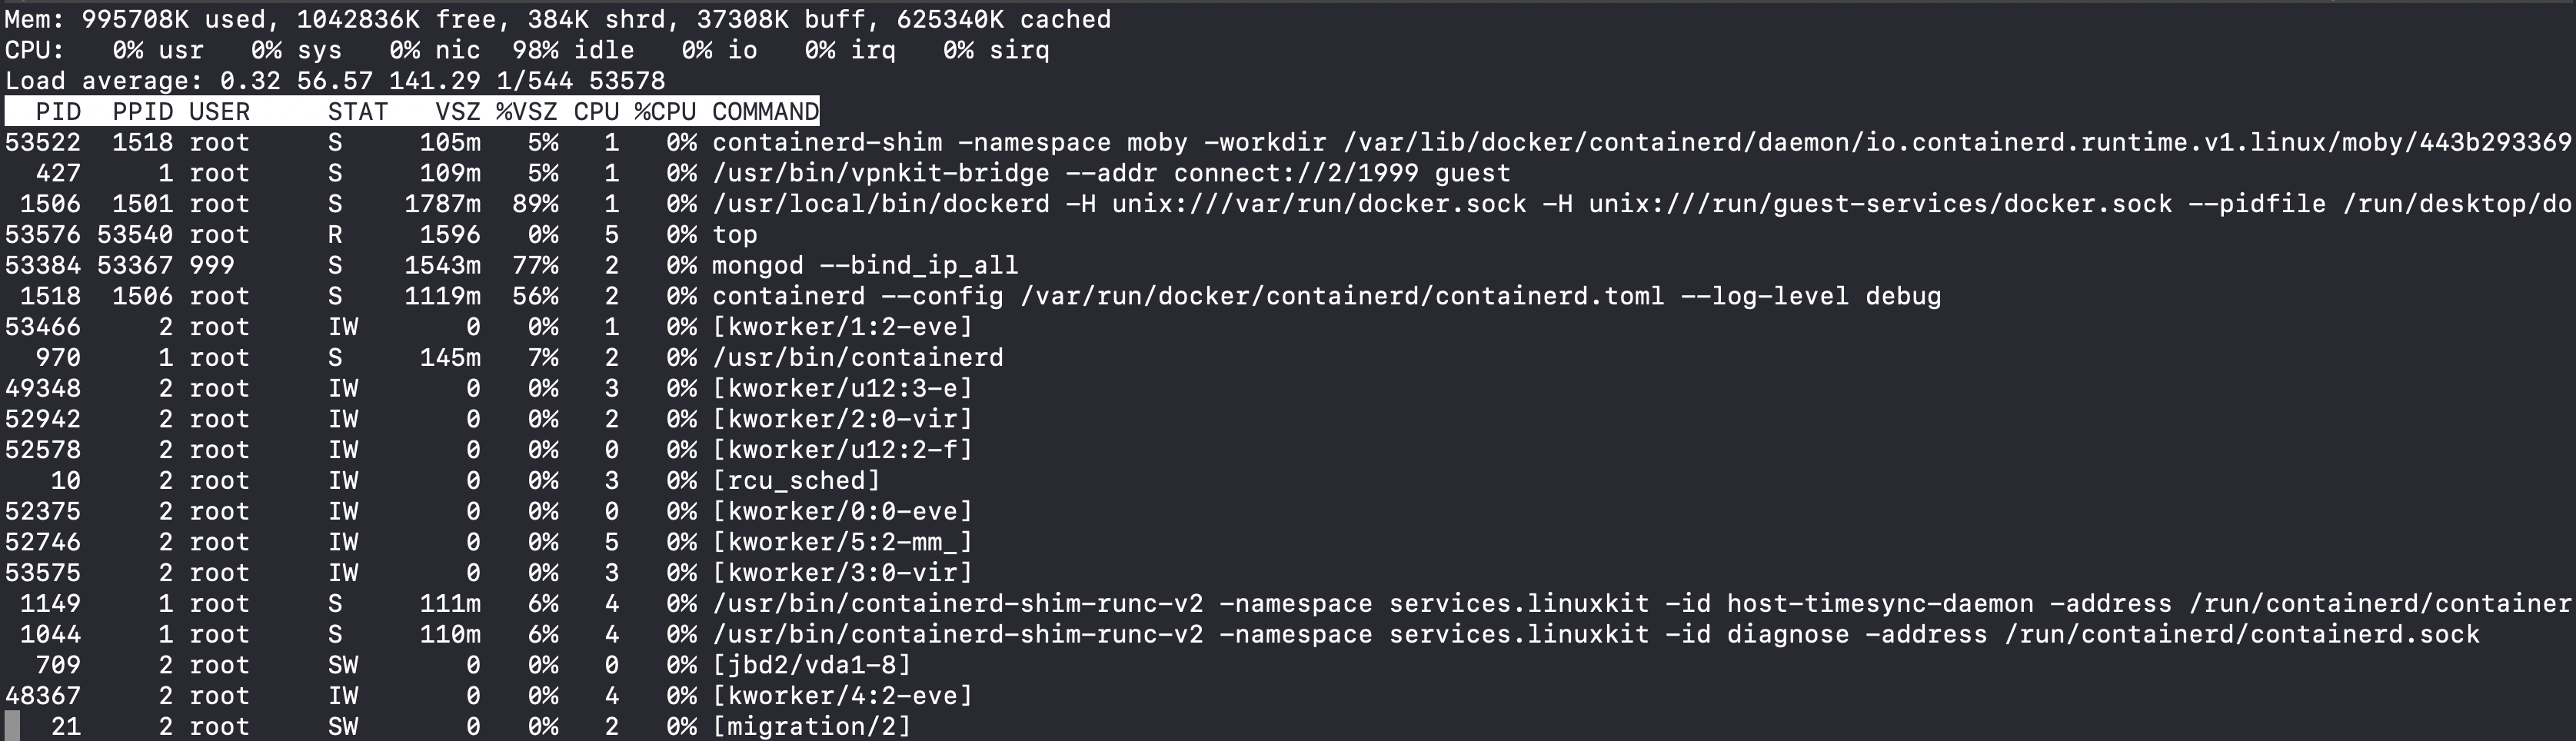 Mem: 995708K used, 1042836K free, 384K shrd, 37308K buff, 625340K cached
CPU:   0% usr   0% sys   0% nic  98% idle   0% io   0% irq   0% sirq
Load average: 0.32 56.57 141.29 1/544 53578
  PID  PPID USER     STAT   VSZ %VSZ CPU %CPU COMMAND
53522  1518 root     S     105m   5%   1   0% containerd-shim -namespace moby -workdir /var/lib/docker/containerd/daemon/io.containerd.runtime.v1.linux/moby/443b293369
  427     1 root     S     109m   5%   1   0% /usr/bin/vpnkit-bridge --addr connect://2/1999 guest
 1506  1501 root     S    1787m  89%   1   0% /usr/local/bin/dockerd -H unix:///var/run/docker.sock -H unix:///run/guest-services/docker.sock --pidfile /run/desktop/do
53576 53540 root     R     1596   0%   5   0% top
53384 53367 999      S    1543m  77%   2   0% mongod --bind_ip_all
 1518  1506 root     S    1119m  56%   2   0% containerd --config /var/run/docker/containerd/containerd.toml --log-level debug
53466     2 root     IW       0   0%   1   0% [kworker/1:2-eve]
  970     1 root     S     145m   7%   2   0% /usr/bin/containerd
49348     2 root     IW       0   0%   3   0% [kworker/u12:3-e]
52942     2 root     IW       0   0%   2   0% [kworker/2:0-vir]
52578     2 root     IW       0   0%   0   0% [kworker/u12:2-f]
   10     2 root     IW       0   0%   3   0% [rcu_sched]
52375     2 root     IW       0   0%   0   0% [kworker/0:0-eve]
52746     2 root     IW       0   0%   5   0% [kworker/5:2-mm_]
53575     2 root     IW       0   0%   3   0% [kworker/3:0-vir]
 1149     1 root     S     111m   6%   4   0% /usr/bin/containerd-shim-runc-v2 -namespace services.linuxkit -id host-timesync-daemon -address /run/containerd/container
 1044     1 root     S     110m   6%   4   0% /usr/bin/containerd-shim-runc-v2 -namespace services.linuxkit -id diagnose -address /run/containerd/containerd.sock
  709     2 root     SW       0   0%   0   0% [jbd2/vda1-8]
48367     2 root     IW       0   0%   4   0% [kworker/4:2-eve]
   21     2 root     SW       0   0%   2   0% [migration/2]